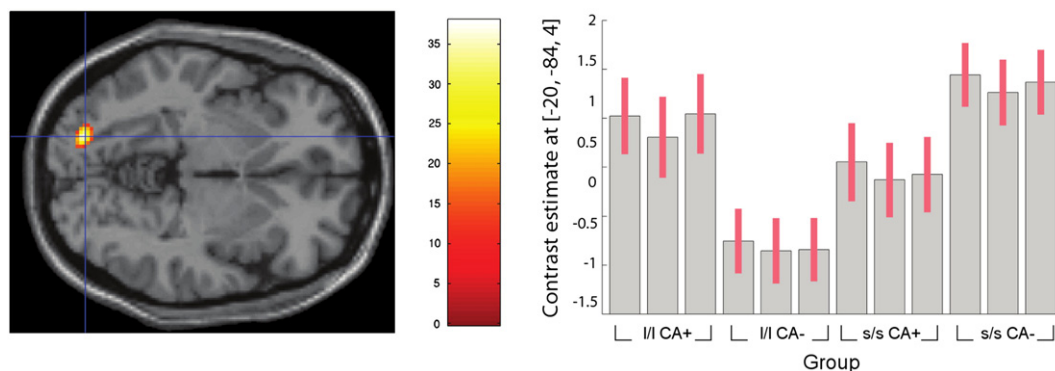 35
30
25
20
15
10
5
0
Contrast estimate at [-20, -84, 4]
2
1.5
1
0.5
0
-0.5
-1
-1.5
l/l CA+
l/l CA-
s/s CA+
s/s CA-
Group